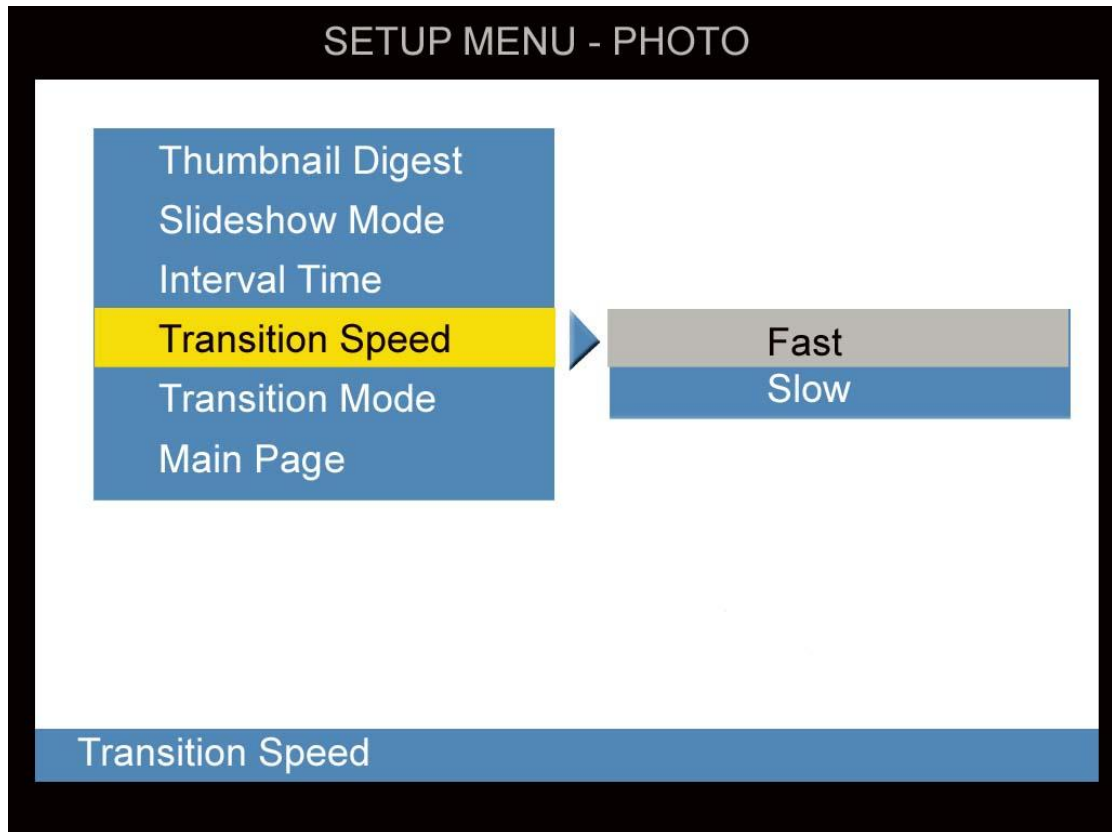 SETUP MENU - PHOTO
Thumbnail Digest
Slideshow Mode
Interval Time
Transition Speed
Fast
Transition Mode
Slow
Main Page
Transition Speed